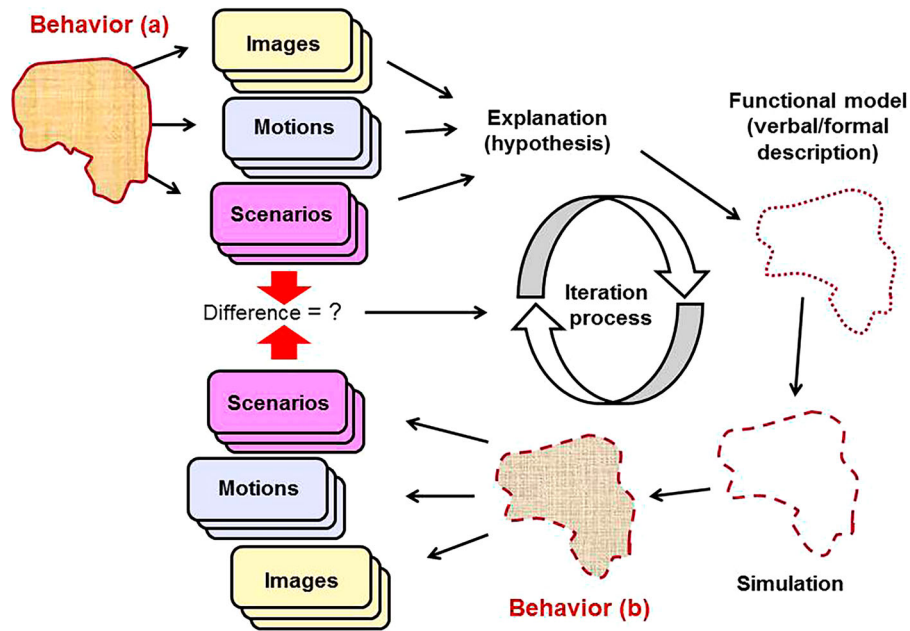 Behavior (a)
Images
Motions
Scenarios
Explanation
(hypothesis)
Functional model
(verbal/formal
description)
Difference = ?
Iteration
process
Scenarios
Motions
Images
Behavior (b)
Simulation